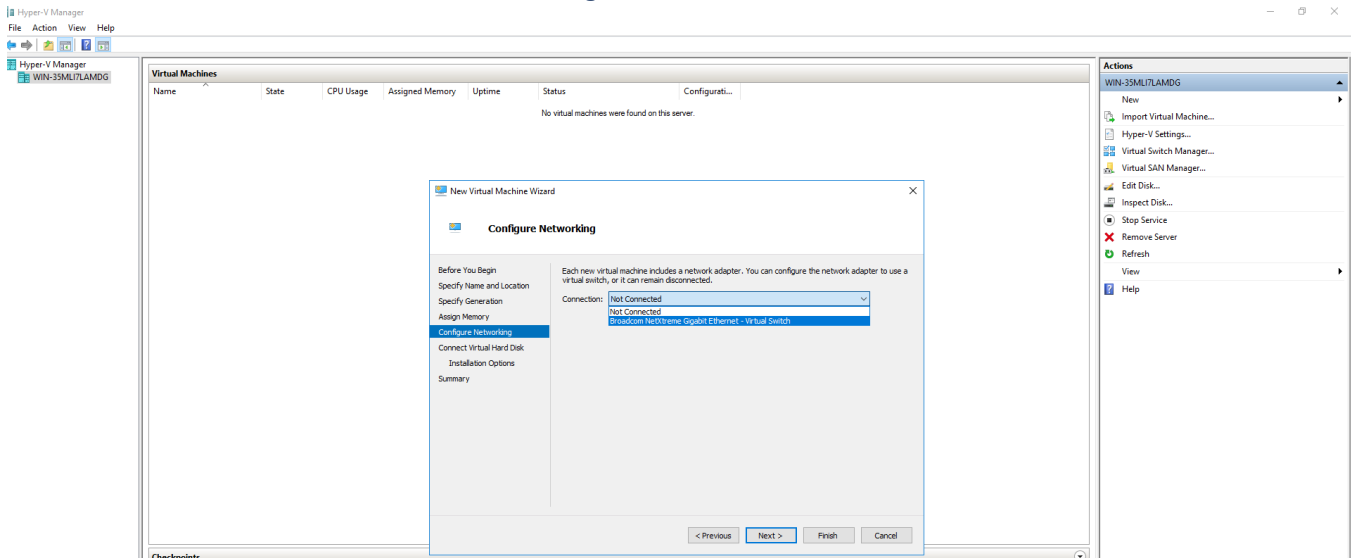 Hyper-V Manager
File Action View Help
Hyper-V Manager
WIN-35MLI7LAMDG
Virtual Machines
Name State CPU Usage Assigned Memory Uptime Status Configurati...
No virtual machines were found on this server.
New Virtual Machine Wizard
Configure Networking
Before You Begin
Specify Name and Location
Specify Generation
Assign Memory
Configure Networking
Connect Virtual Hard Disk
Installation Options
Summary
Each new virtual machine includes a network adapter. You can configure the network adapter to use a
virtual switch, or it can remain disconnected.
Connection: Not Connected
Not Connected
Broadcom NetXtreme Gigabit Ethernet - Virtual Switch
< Previous Next > Finish Cancel
Checkpoints
Actions
WIN-35MLI7LAMDG
New
Import Virtual Machine...
Hyper-V Settings...
Virtual Switch Manager...
Virtual SAN Manager...
Edit Disk...
Inspect Disk...
Stop Service
Remove Server
Refresh
View
Help